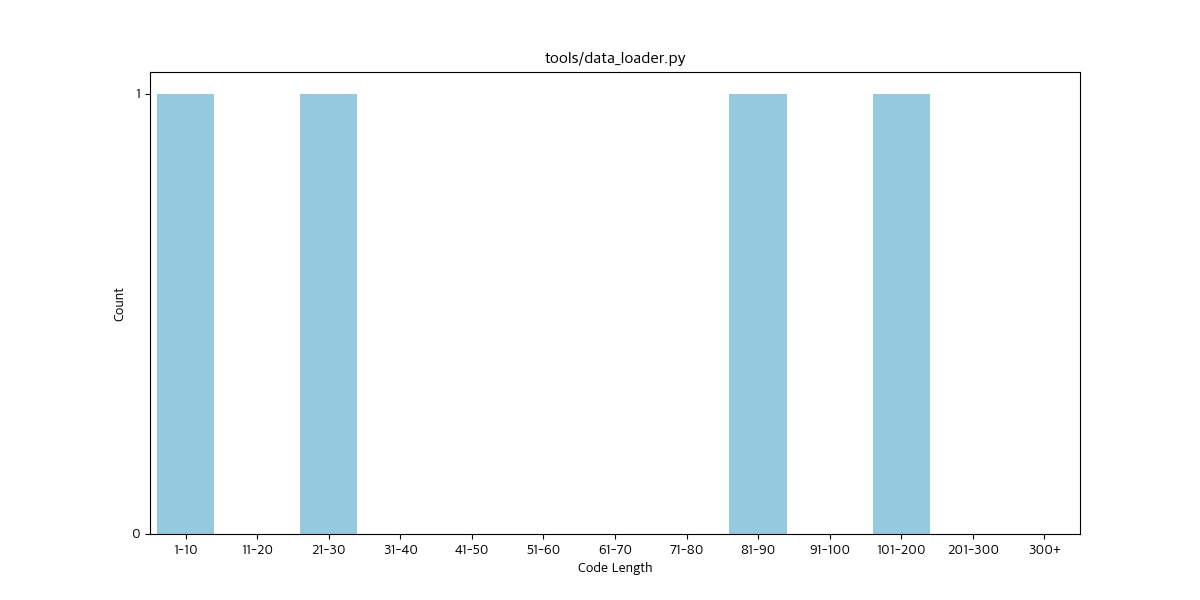 tools/data_loader.py
1
Count
0
1-10 11-20 21-30 31-40 41-50 51-60 61-70 71-80 81-90 91-100 101-200 201-300 300+
Code Length